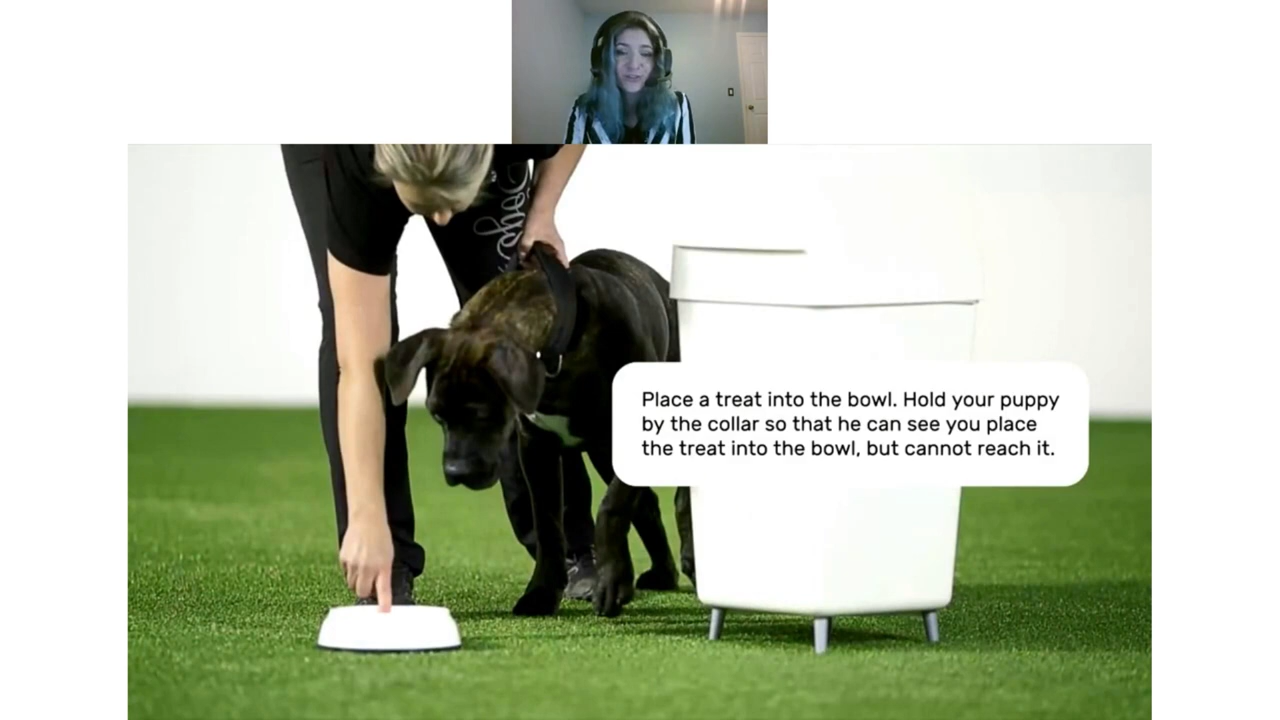 Dogs
Place a treat into the bowl. Hold your puppy
by the collar so that he can see you place
the treat into the bowl, but cannot reach it.